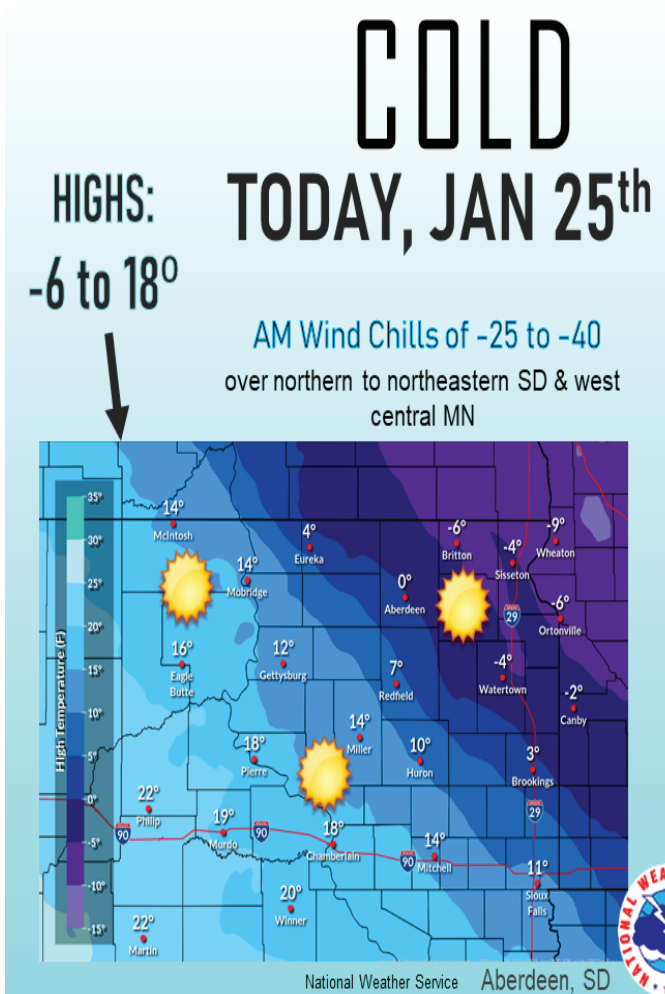 COLD
TODAY, JAN 25th
HIGHS:
-6 to 18°
AM Wind Chills of -25 to -40
over northern to northeastern SD & west
central MN
High Temperature (F)
35°
30°
25°
20°
15°
10°
5°
0°
-5°
-10°
-15°
14°
McIntosh
4°
Eureka
-6°
Britton
-4°
Sisseton
-9°
Wheaton
14°
Mobridge
0°
Aberdeen
29
-6°
Ortonville
16°
Eagle
Butte
12°
Gettysburg
7°
Redfield
-4°
Watertown
-2°
Canby
18°
Pierre
14°
Miller
10°
Huron
3°
Brookings
22°
Philip
90
19°
Murdo
90
18°
Chamberlain
90
14°
Mitchell
29
11°
Sioux
Falls
22°
Martin
20°
Winner
NATIONAL WEA
National Weather Service Aberdeen, SD